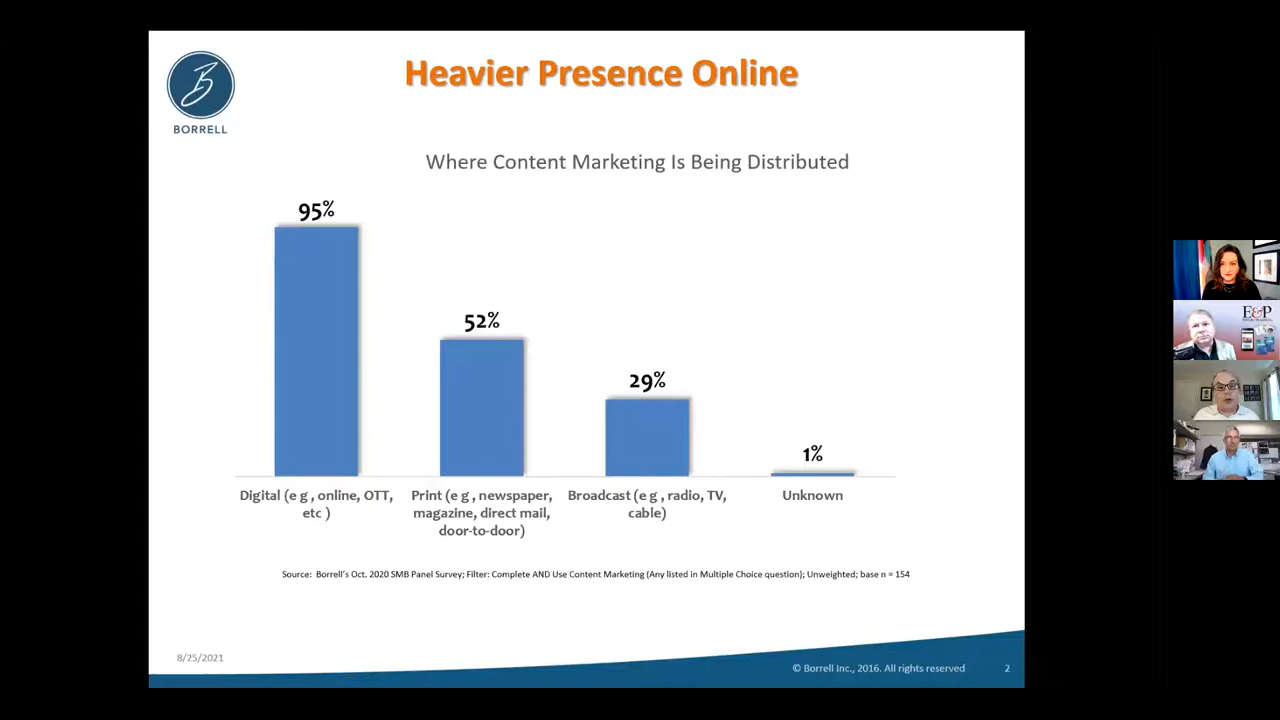 Heavier Presence Online
BORRELL
Where Content Marketing Is Being Distributed
95%
52%
29%
1%
Digital (e g , online, OTT,
etc )
Print (e g , newspaper,
magazine, direct mail,
door-to-door)
Broadcast (e g , radio, TV,
cable)
Unknown
Source: Borrell's Oct. 2020 SMB Panel Survey; Filter: Complete AND Use Content Marketing (Any listed in Multiple Choice question); Unweighted; base n = 154
8/25/2021
© Borrell Inc., 2016. All rights reserved
2
E&P